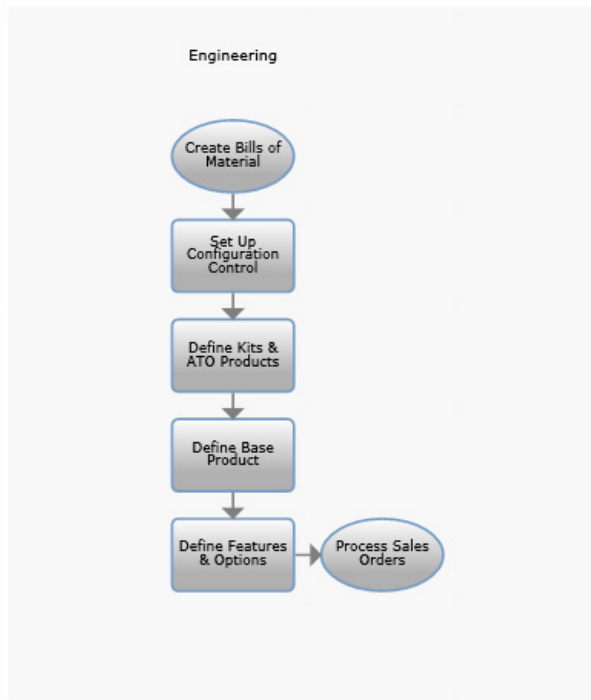 Engineering
Create Bills of
Material
Set Up
Configuration
Control
Define Kits &
ATO Products
Define Base
Product
Define Features
& Options
Process Sales
Orders